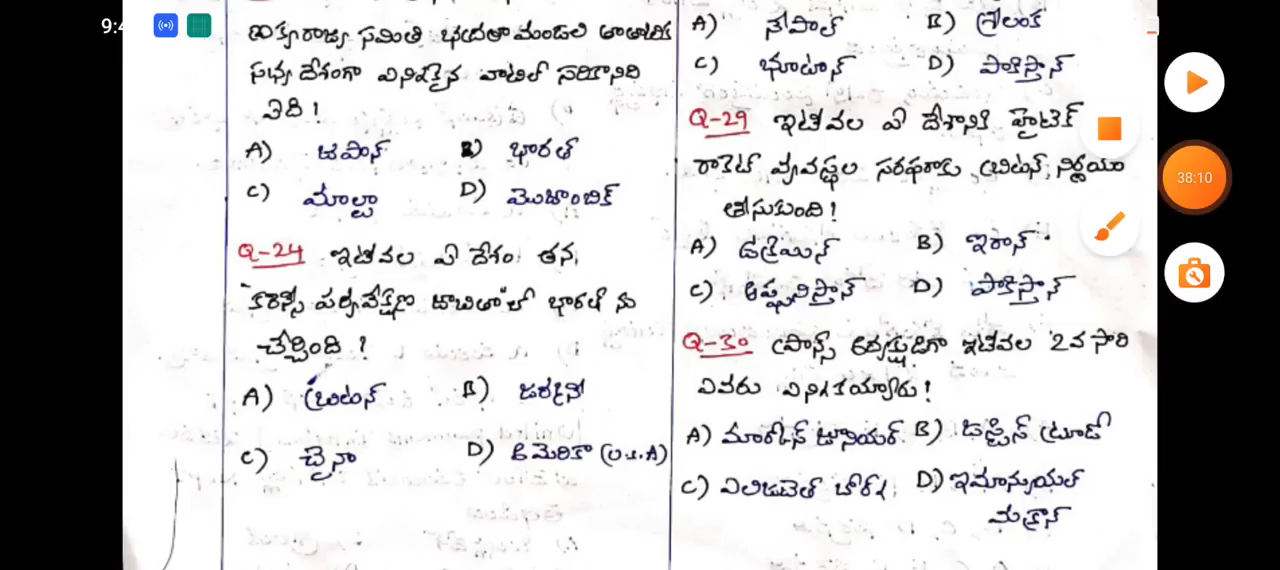 9:4
ఐక్యరాజ్య సమితి భద్రతా మండలి తాత్కాలిక
సభ్య దేశంగా ఎన్నికైన వాటిలో సరికానిది
ఏది!
A) జపాన్ B) భారత్
C) మాల్టా D) మొజాంబిక్
Q-24 ఇటీవల ఏ దేశం తన
కరెన్సీ పర్యవేక్షణ జాబితాలో భారత్ ను
చేర్చింది ?
A) బ్రిటన్ B) జర్మనీ
C) చైనా D) అమెరికా (U.S.A)
A) నేపాల్ B) శ్రీలంక
C) భూటాన్ D) పాకిస్తాన్
Q-29 ఇటీవల ఏ దేశానికి హైటెక్
రాకెట్ వ్యవస్థల సరఫరాకు బ్రిటన్ నిర్ణయం
తీసుకుంది!
A) ఉక్రెయిన్ B) ఇరాన్
C) ఆఫ్ఘనిస్తాన్ D) పాకిస్తాన్
Q-30 ఫ్రాన్స్ అధ్యక్షుడిగా ఇటీవల 2వ సారి
ఎవరు ఎన్నికయ్యారు!
A) మార్కోస్ జూనియర్ B) జస్టిన్ ట్రూడో
C) ఎలిజబెత్ బోర్న్ D) ఇమాన్యుయల్
మక్రాన్
38:10